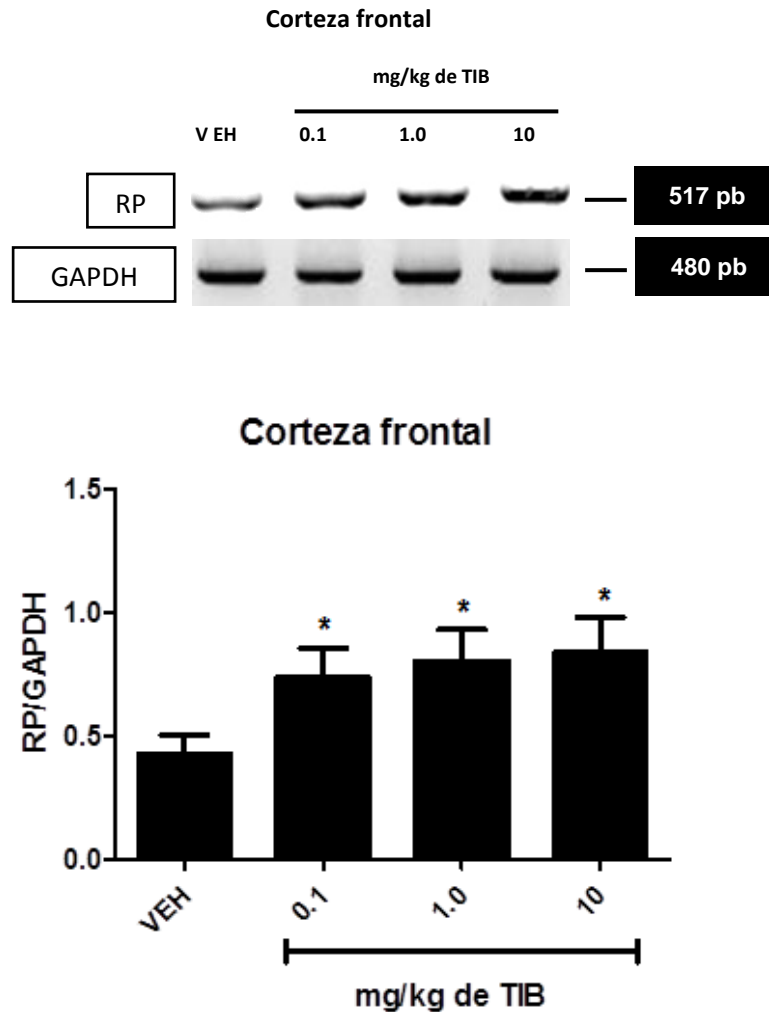 Corteza frontal
mg/kg de TIB
V EH 0.1 1.0 10
RP 517 pb
GAPDH 480 pb
Corteza frontal
1.5
1.0
0.5
0.0
RP/GAPDH
* * *
VEH 0.1 1.0 10
mg/kg de TIB